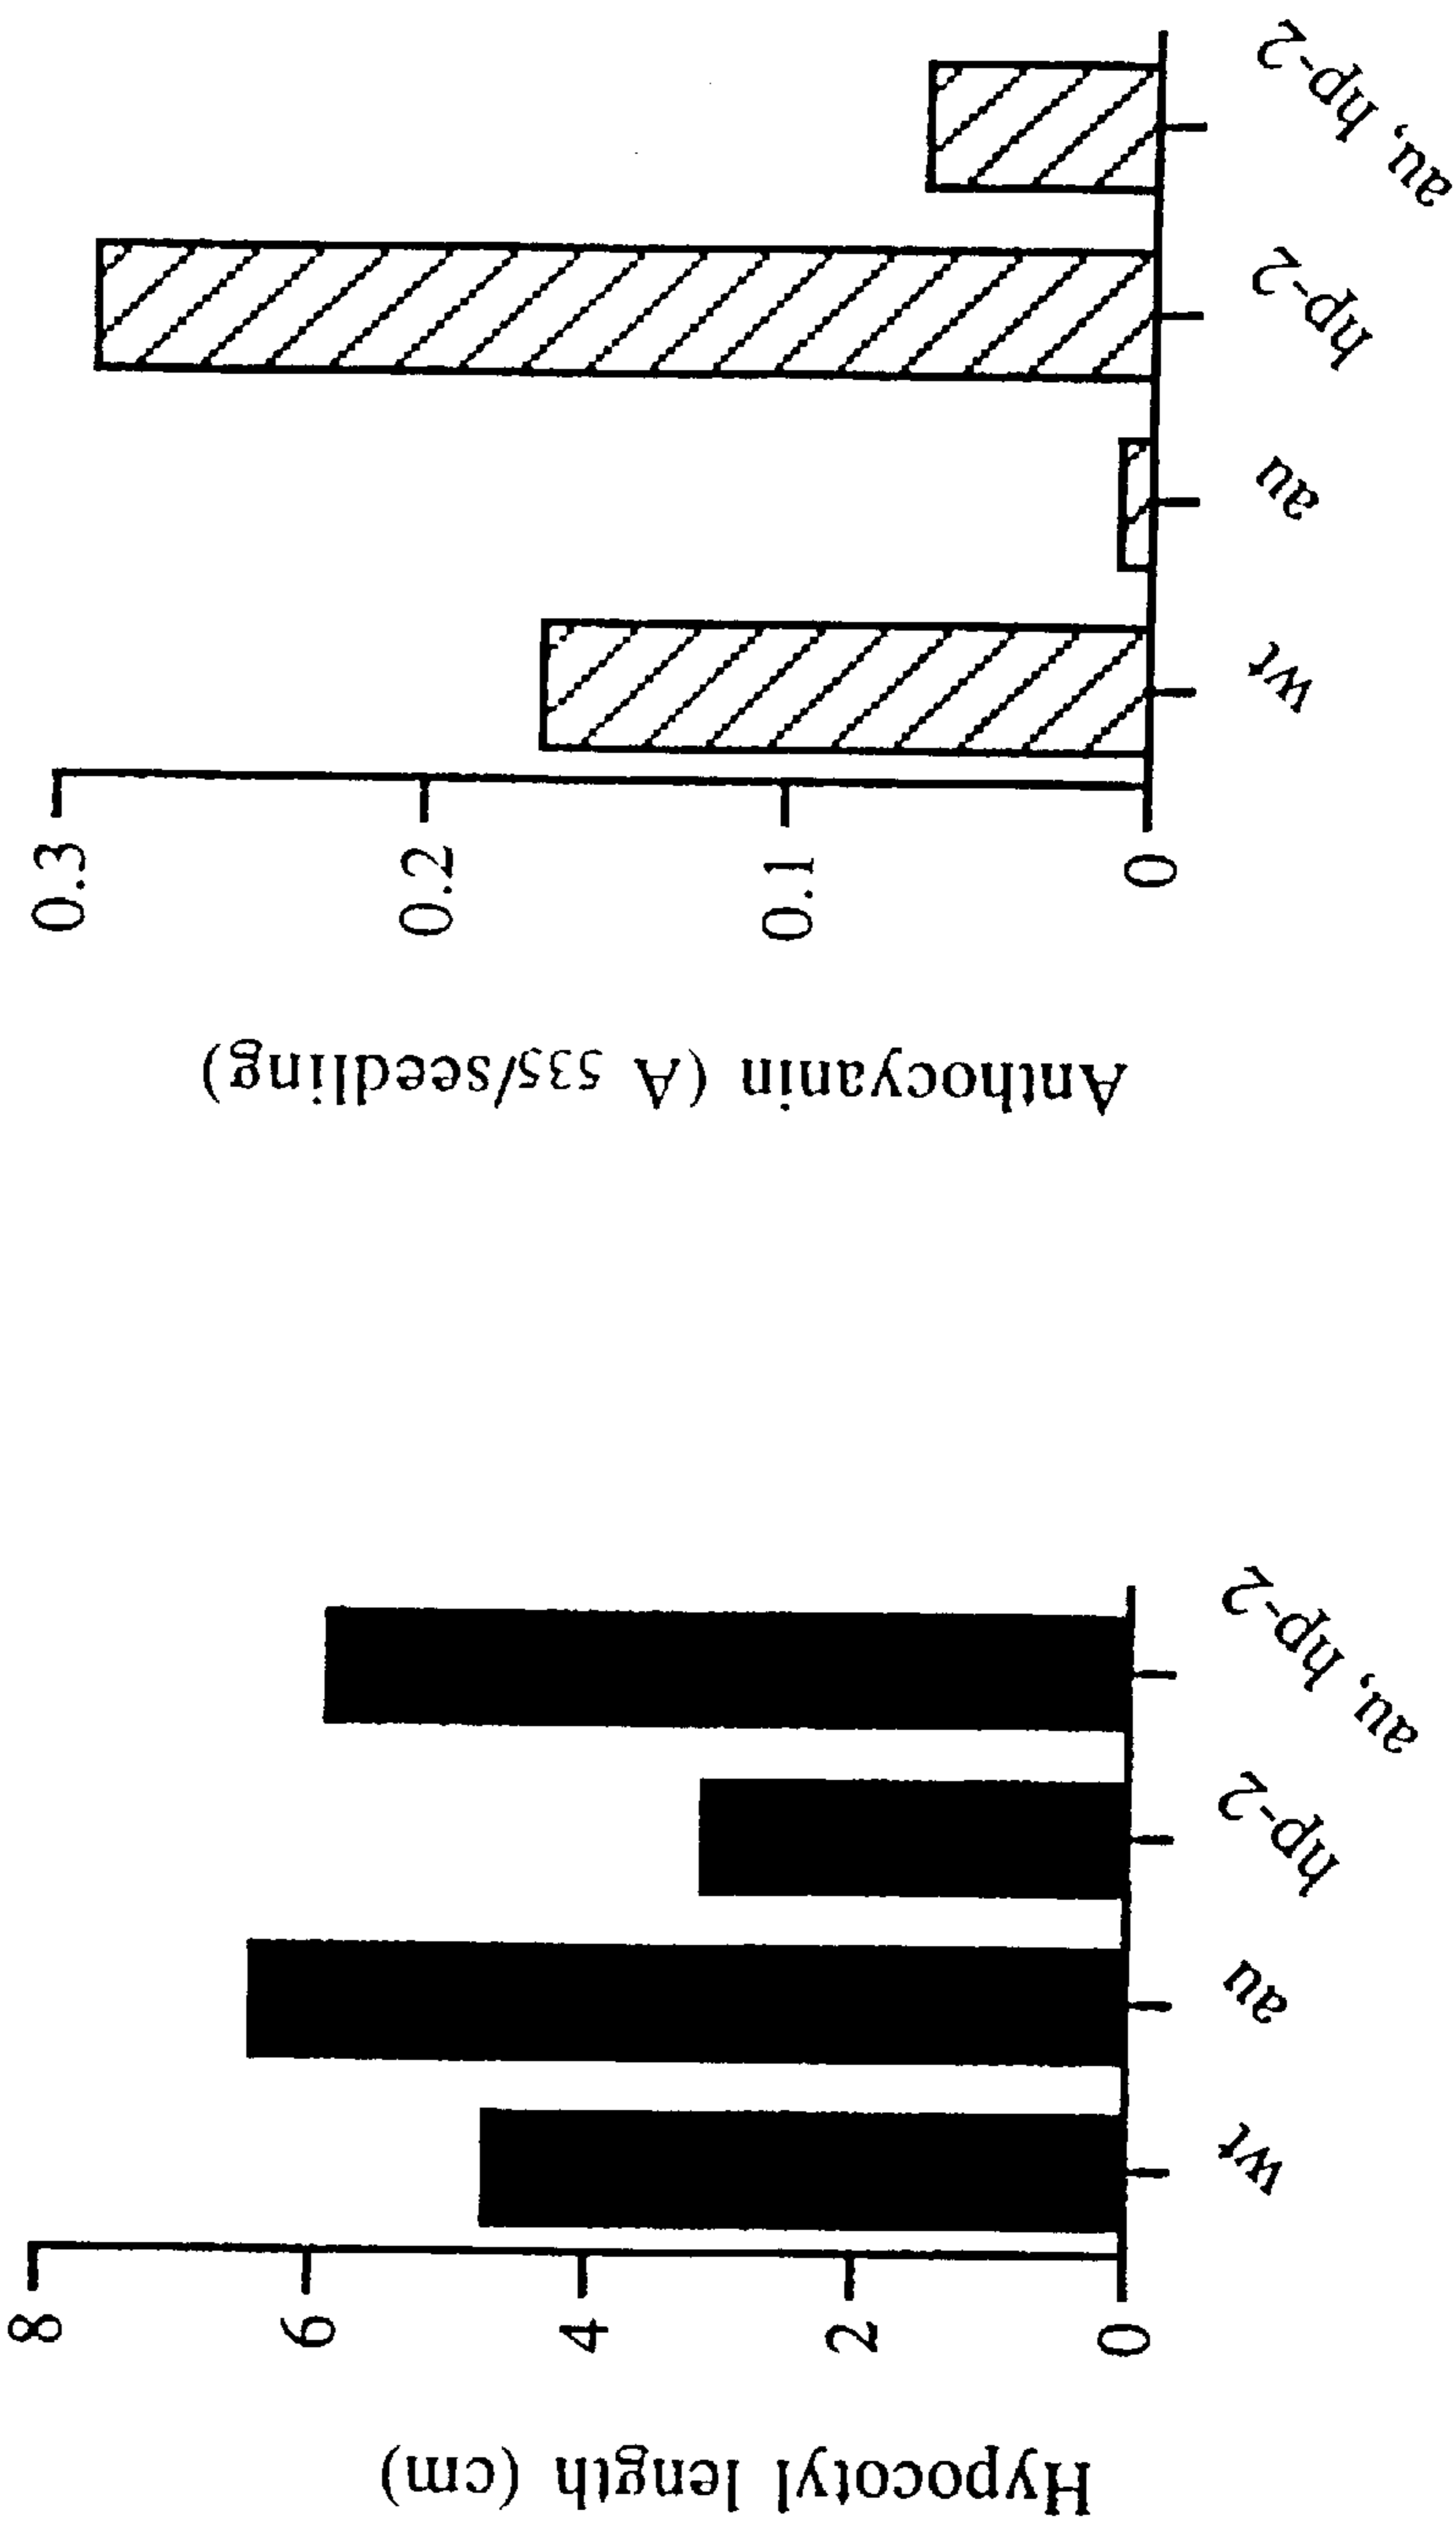 Hypocotyl length (cm)
8
6
4
2
0
wt
au
hp-2
au, hp-2
Anthocyanin (A 535/seedling)
0.3
0.2
0.1
0
wt
au
hp-2
au, hp-2